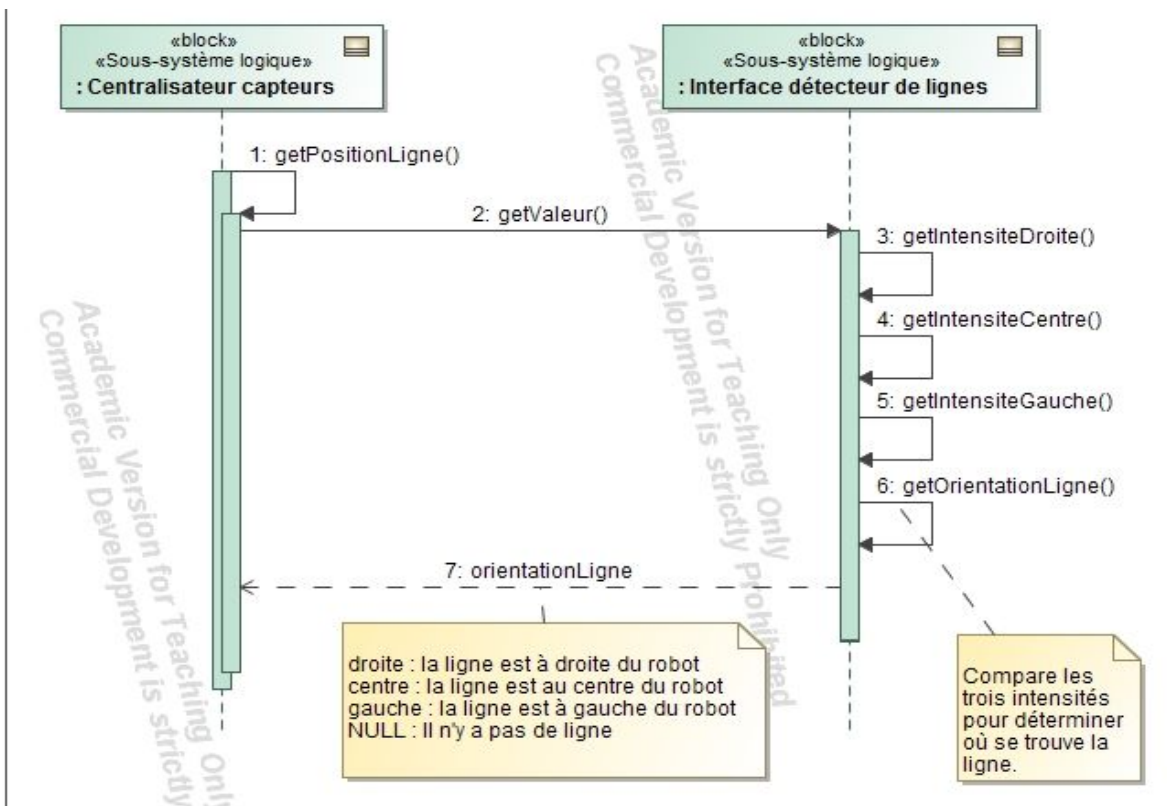 «block»
«Sous-système logique»
: Centralisateur capteurs
«block»
«Sous-système logique»
: Interface détecteur de lignes
1: getPositionLigne()
2: getValeur()
3: getIntensiteDroite()
4: getIntensiteCentre()
5: getIntensiteGauche()
6: getOrientationLigne()
7: orientationLigne
droite : la ligne est à droite du robot
centre : la ligne est au centre du robot
gauche : la ligne est à gauche du robot
NULL : Il n'y a pas de ligne
Compare les
trois intensités
pour déterminer
où se trouve la
ligne.
Academic Version for Teaching Only
Commercial Development is strictly Prohibited
Academic Version for Teaching Only
Commercial Development is strictly